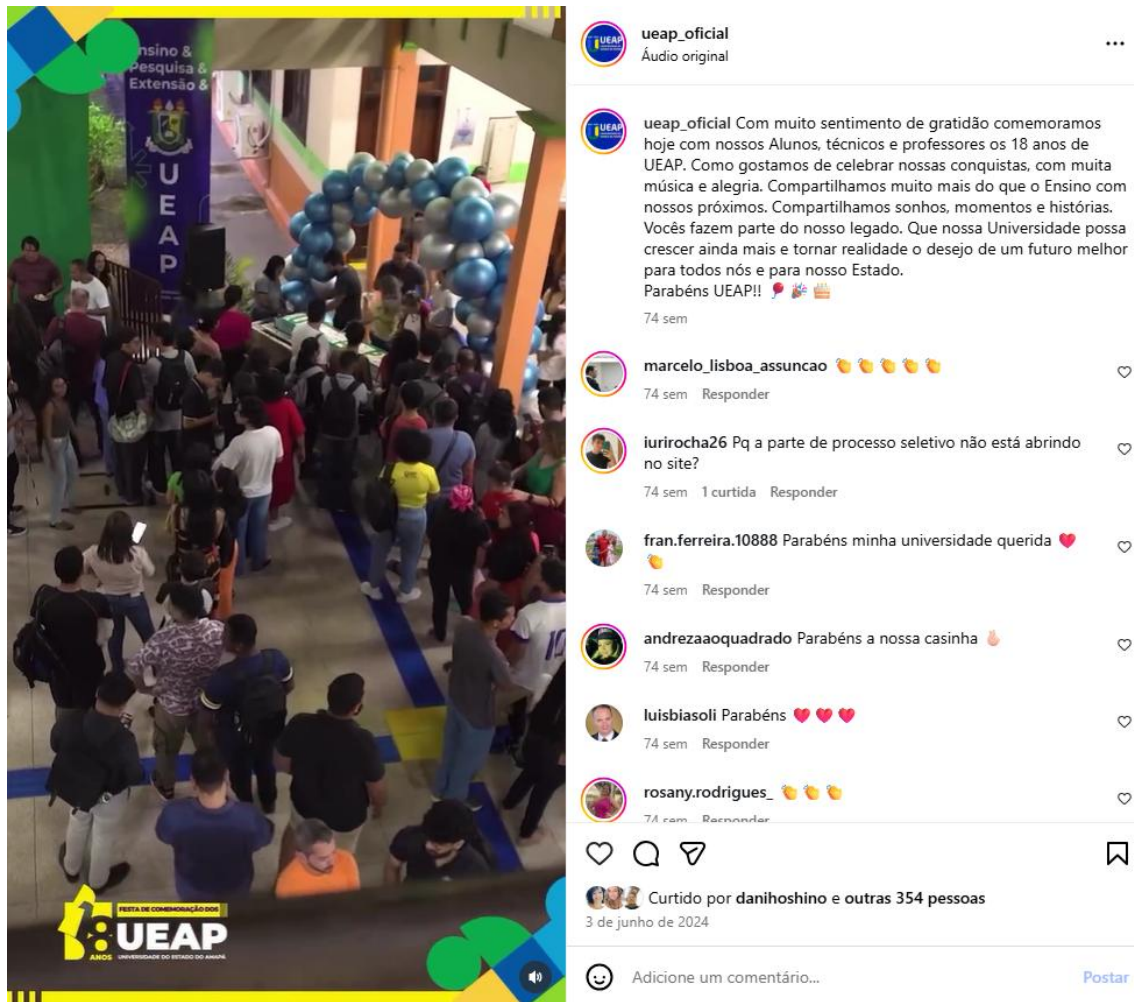 Ensino &
Pesquisa &
Extensão &
UEAP
10
FESTA DE COMEMORAÇÃO DOS
18 UEAP
ANOS UNIVERSIDADE DO ESTADO DO AMAPÁ
ueap_oficial
Áudio original
UEAP
ueap_oficial Com muito sentimento de gratidão comemoramos
hoje com nossos Alunos, técnicos e professores os 18 anos de
UEAP. Como gostamos de celebrar nossas conquistas, com muita
música e alegria. Compartilhamos muito mais do que o Ensino com
nossos próximos. Compartilhamos sonhos, momentos e histórias.
Vocês fazem parte do nosso legado. Que nossa Universidade possa
crescer ainda mais e tornar realidade o desejo de um futuro melhor
para todos nós e para nosso Estado.
Parabéns UEAP!! 🎈 🎉 🎂
74 sem
marcelo_lisboa_assuncao 👏 👏 👏 👏 👏
74 sem Responder
iurirocha26 Pq a parte de processo seletivo não está abrindo
no site?
74 sem 1 curtida Responder
fran.ferreira.10888 Parabéns minha universidade querida ❤️
👏
74 sem Responder
andrezaaoquadrado Parabéns a nossa casinha 🫰🏻
74 sem Responder
luisbiasoli Parabéns ❤️ ❤️ ❤️
74 sem Responder
rosany.rodrigues_ 👏 👏 👏
74 sem Responder
Curtido por danihoshino e outras 354 pessoas
3 de junho de 2024
Adicione um comentário... Postar